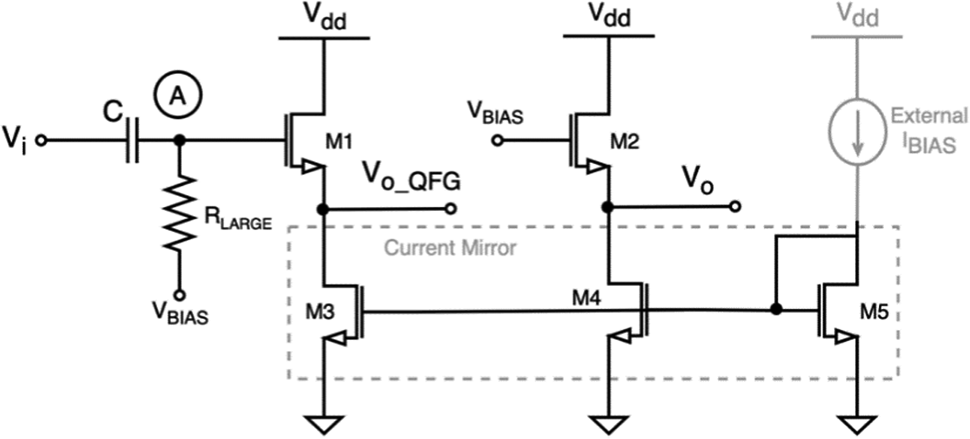 Vdd
Vdd
Vdd
A
C
VBIAS
External
IBIAS
Vi
M1
M2
Vo_QFG
Vo
RLARGE
Current Mirror
VBIAS
M3
M4
M5